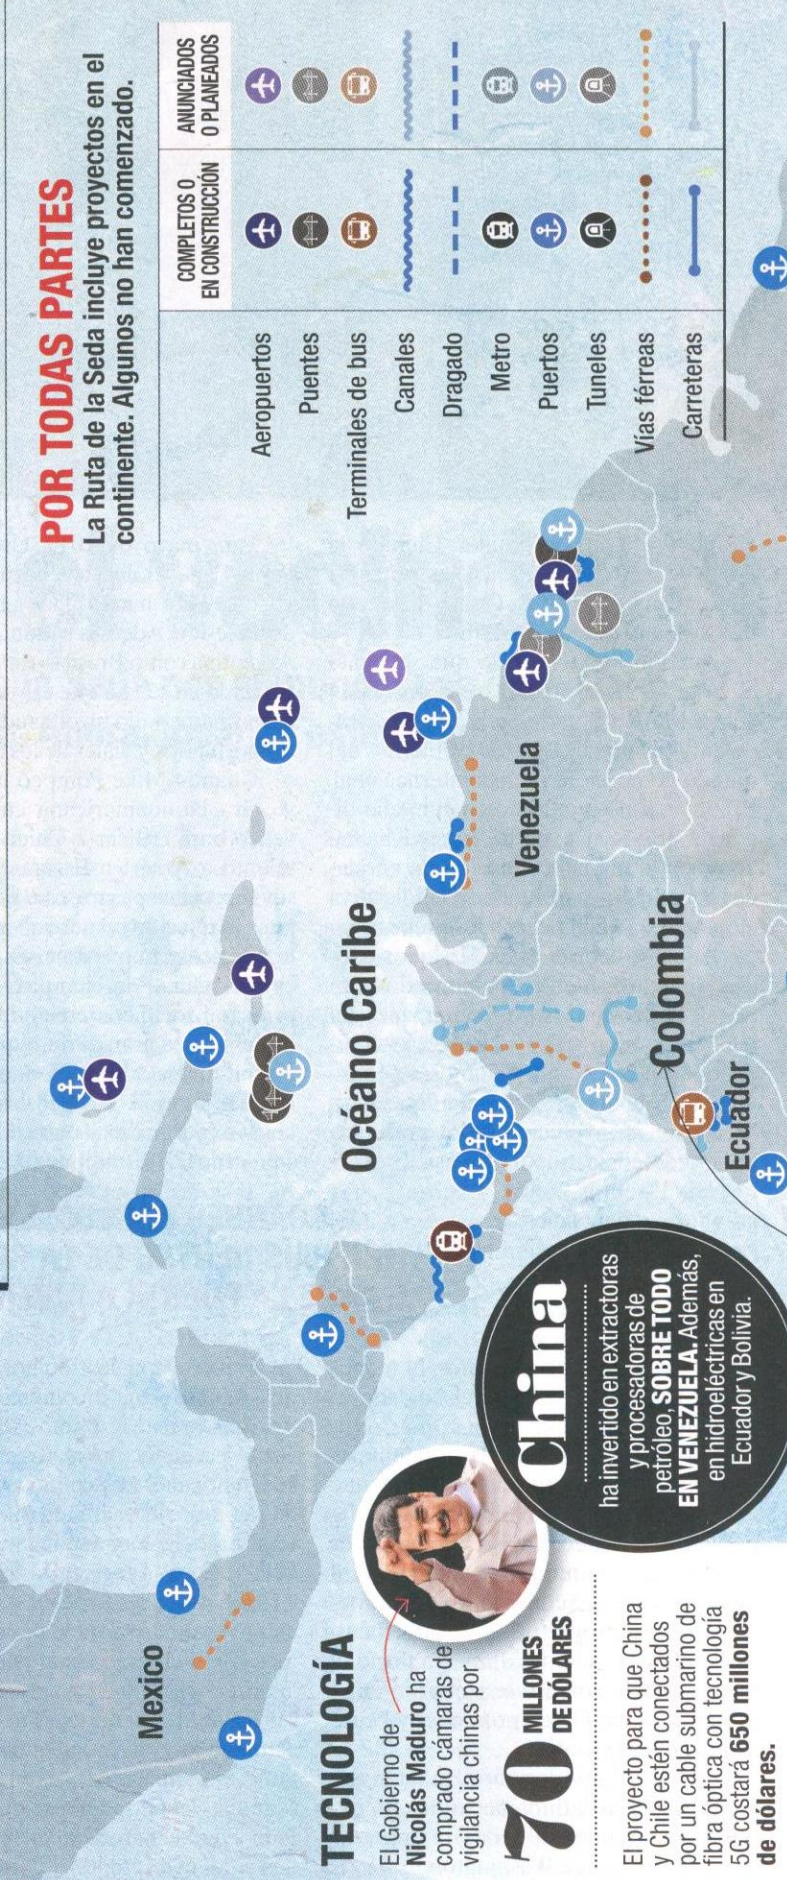 POR TODAS PARTES
La Ruta de la Seda incluye proyectos en el
continente. Algunos no han comenzado.
COMPLETOS O
EN CONSTRUCCIÓN
ANUNCIADOS
O PLANEADOS
Aeropuertos
Puentes
Terminales de bus
Canales
Dragado
Metro
Puertos
Tuneles
Vías férreas
Carreteras
Mexico
Océano Caribe
Venezuela
Colombia
Ecuador
TECNOLOGÍA
El Gobierno de
Nicolás Maduro ha
comprado cámaras de
vigilancia chinas por
70 MILLONES
DE DÓLARES
El proyecto para que China
y Chile estén conectados
por un cable submarino de
fibra óptica con tecnología
5G costará 650 millones
de dólares.
China
ha invertido en extractoras
y procesadoras de
petróleo, SOBRE TODO
EN VENEZUELA. Además,
en hidroeléctricas en
Ecuador y Bolivia.